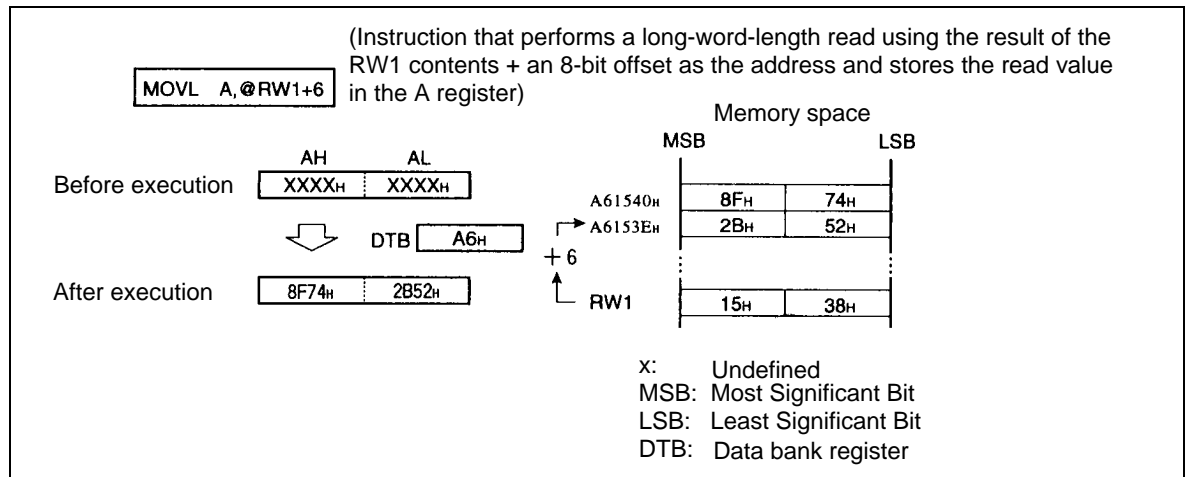 (Instruction that performs a long-word-length read using the result of the
RW1 contents + an 8-bit offset as the address and stores the read value
in the A register)
MOVL A,@RW1+6
Memory space
MSB LSB
AH AL
Before execution XXXXH XXXXH
A61540H 8FH 74H
A6153EH 2BH 52H
DTB A6H
+ 6
After execution 8F74H 2B52H
RW1 15H 38H
x: Undefined
MSB: Most Significant Bit
LSB: Least Significant Bit
DTB: Data bank register